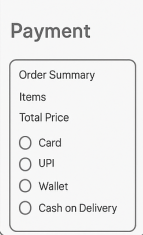 Payment
Order Summary
Items
Total Price
Card
UPI
Wallet
Cash on Delivery